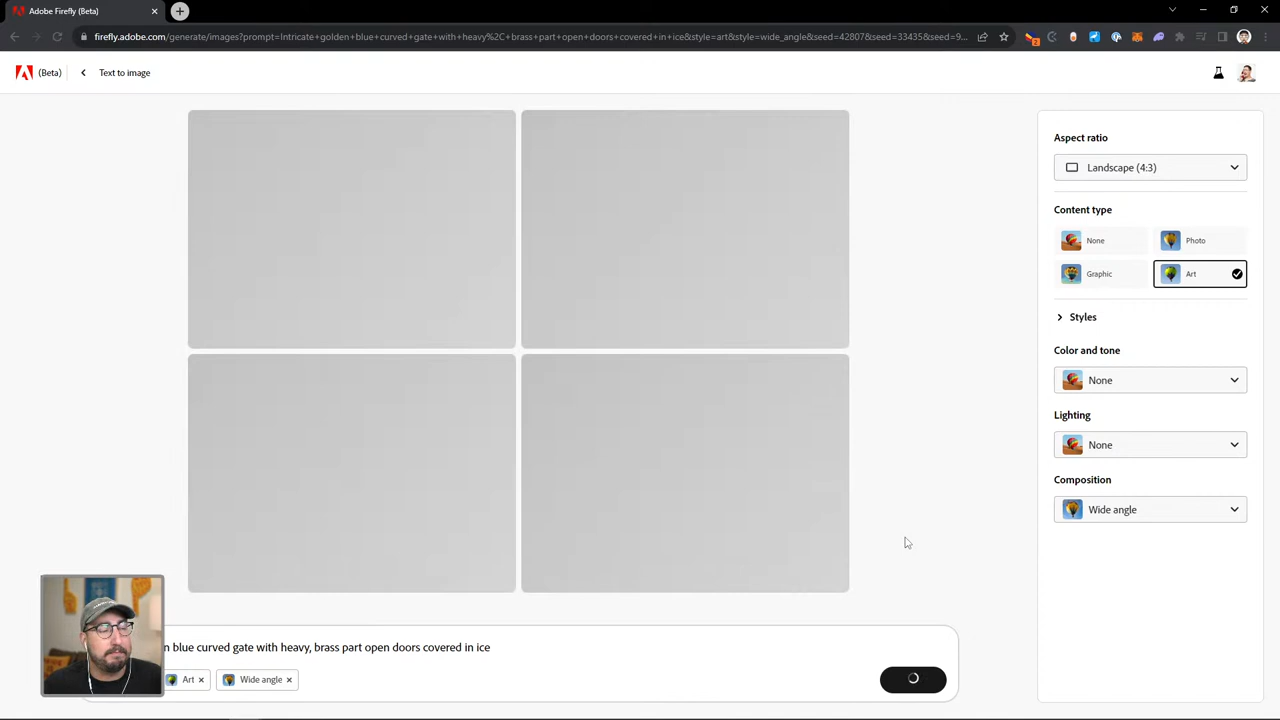 Adobe Firefly (Beta)
firefly.adobe.com/generate/images?prompt=Intricate+golden+blue+curved+gate+with+heavy%2C+brass+part+open+doors+covered+in+ice&style=art&style=wide_angle&seed=42807&seed=33435&seed=9...
(Beta)
Text to image
Aspect ratio
Landscape (4:3)
Content type
None
Photo
Graphic
Art
Styles
Color and tone
None
Lighting
None
Composition
Wide angle
n blue curved gate with heavy, brass part open doors covered in ice
Art
Wide angle